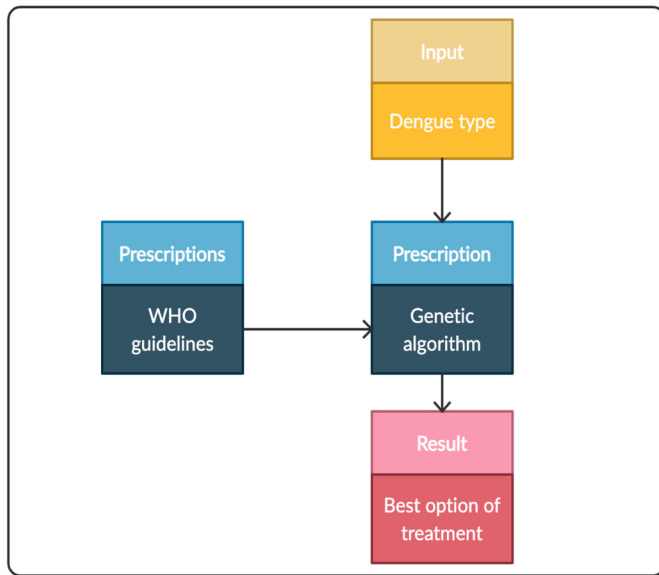 Input
Dengue type
Prescriptions
WHO
guidelines
Prescription
Genetic
algorithm
Result
Best option of
treatment